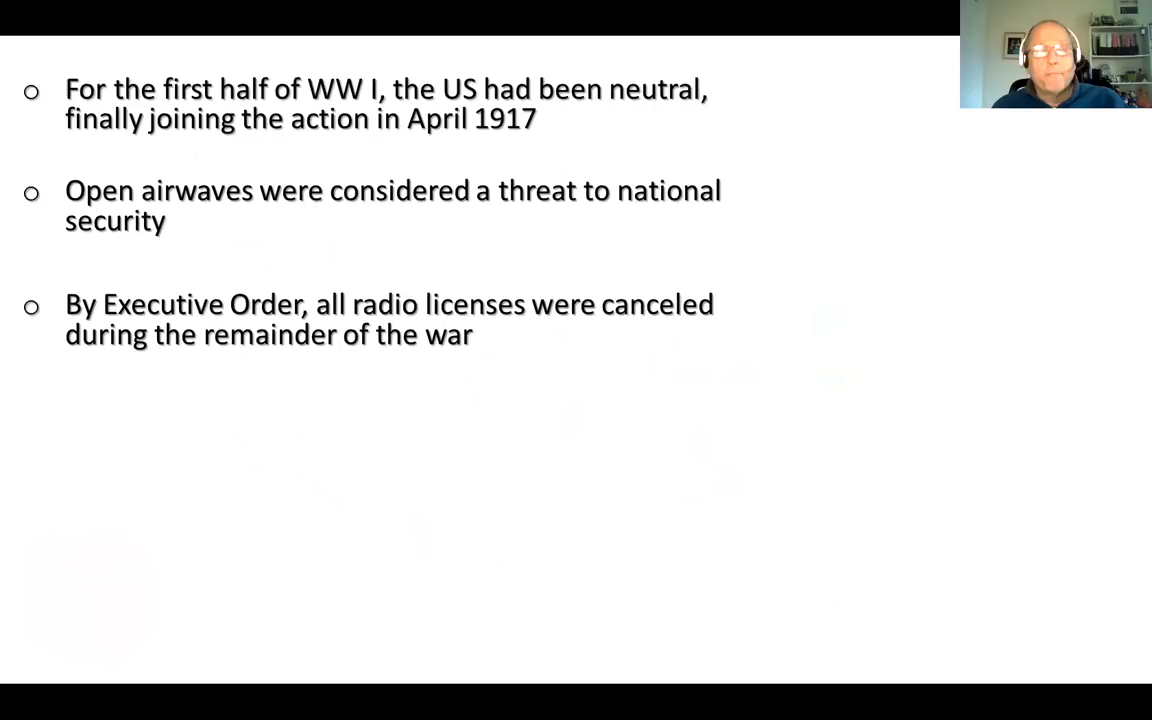 o For the first half of WW I, the US had been neutral,
finally joining the action in April 1917
o Open airwaves were considered a threat to national
security
o By Executive Order, all radio licenses were canceled
during the remainder of the war